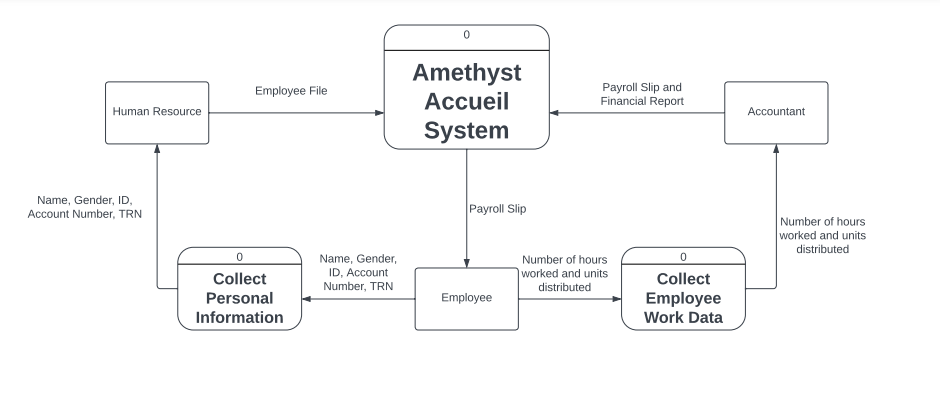 0
Amethyst
Accueil
System
Human Resource
Employee File
Payroll Slip and
Financial Report
Accountant
Name, Gender, ID,
Account Number, TRN
Payroll Slip
Number of hours
worked and units
distributed
0
Collect
Personal
Information
Name, Gender,
ID, Account
Number, TRN
Employee
Number of hours
worked and units
distributed
0
Collect
Employee
Work Data